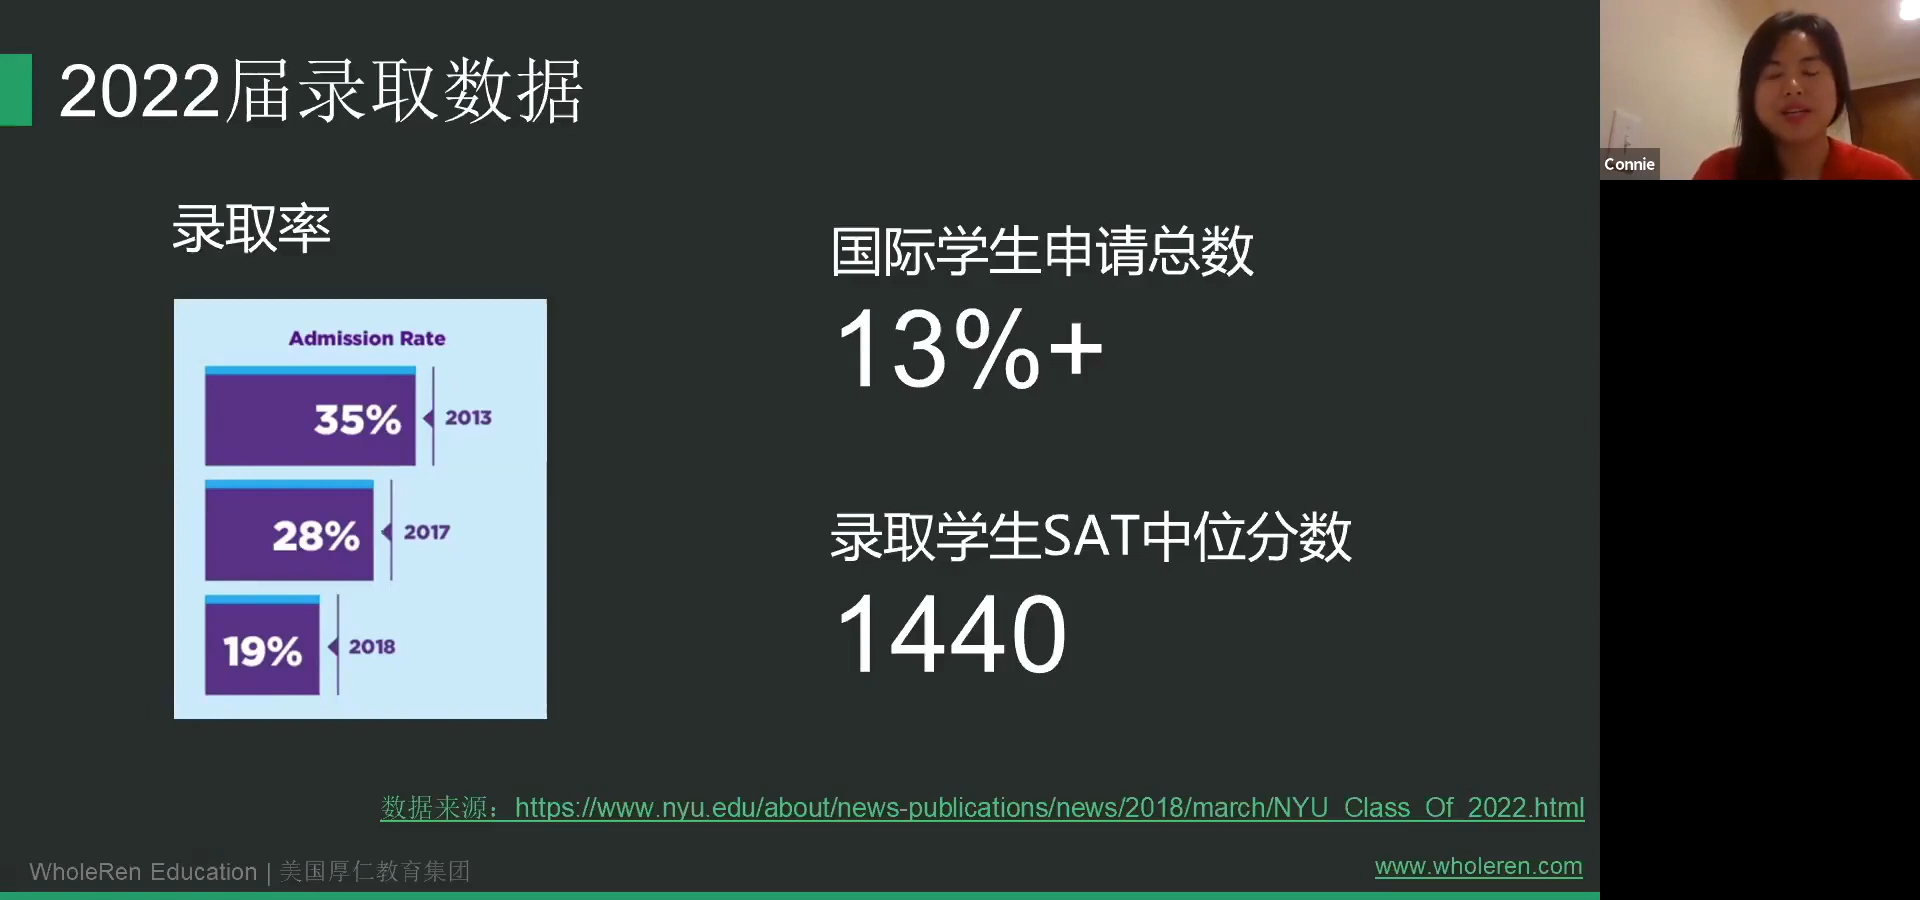 2022届录取数据
录取率
Admission Rate
35%
2013
28%
2017
19%
2018
国际学生申请总数
13%+
录取学生SAT中位分数
1440
数据来源：https://www.nyu.edu/about/news-publications/news/2018/march/NYU_Class_Of_2022.html
WholeRen Education | 美国厚仁教育集团
www.wholeren.com
Connie